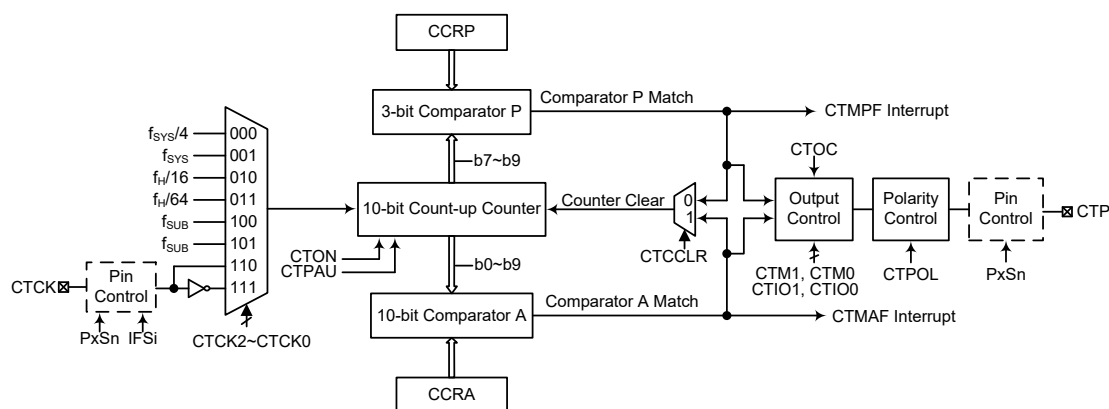 CCRP
3-bit Comparator P
Comparator P Match
CTMPF Interrupt
b7~b9
fSYS/4
000
fSYS
001
fH/16
010
fH/64
011
fSUB
100
fSUB
101
110
111
CTCK
Pin
Control
PxSn
IFSi
CTCK2~CTCK0
10-bit Count-up Counter
CTON
CTPAU
Counter Clear
0
1
CTCCLR
b0~b9
10-bit Comparator A
Comparator A Match
CTMAF Interrupt
CCRA
CTOC
Output
Control
CTM1, CTM0
CTIO1, CTIO0
Polarity
Control
CTPOL
Pin
Control
PxSn
CTP